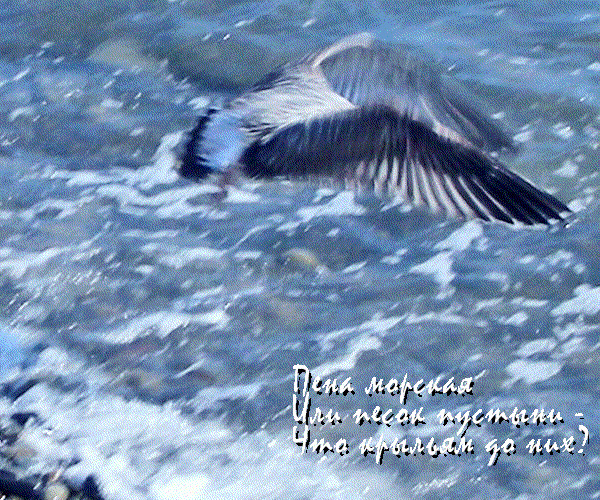 Пена морская
Или песок пустыни -
Что крыльям до них?